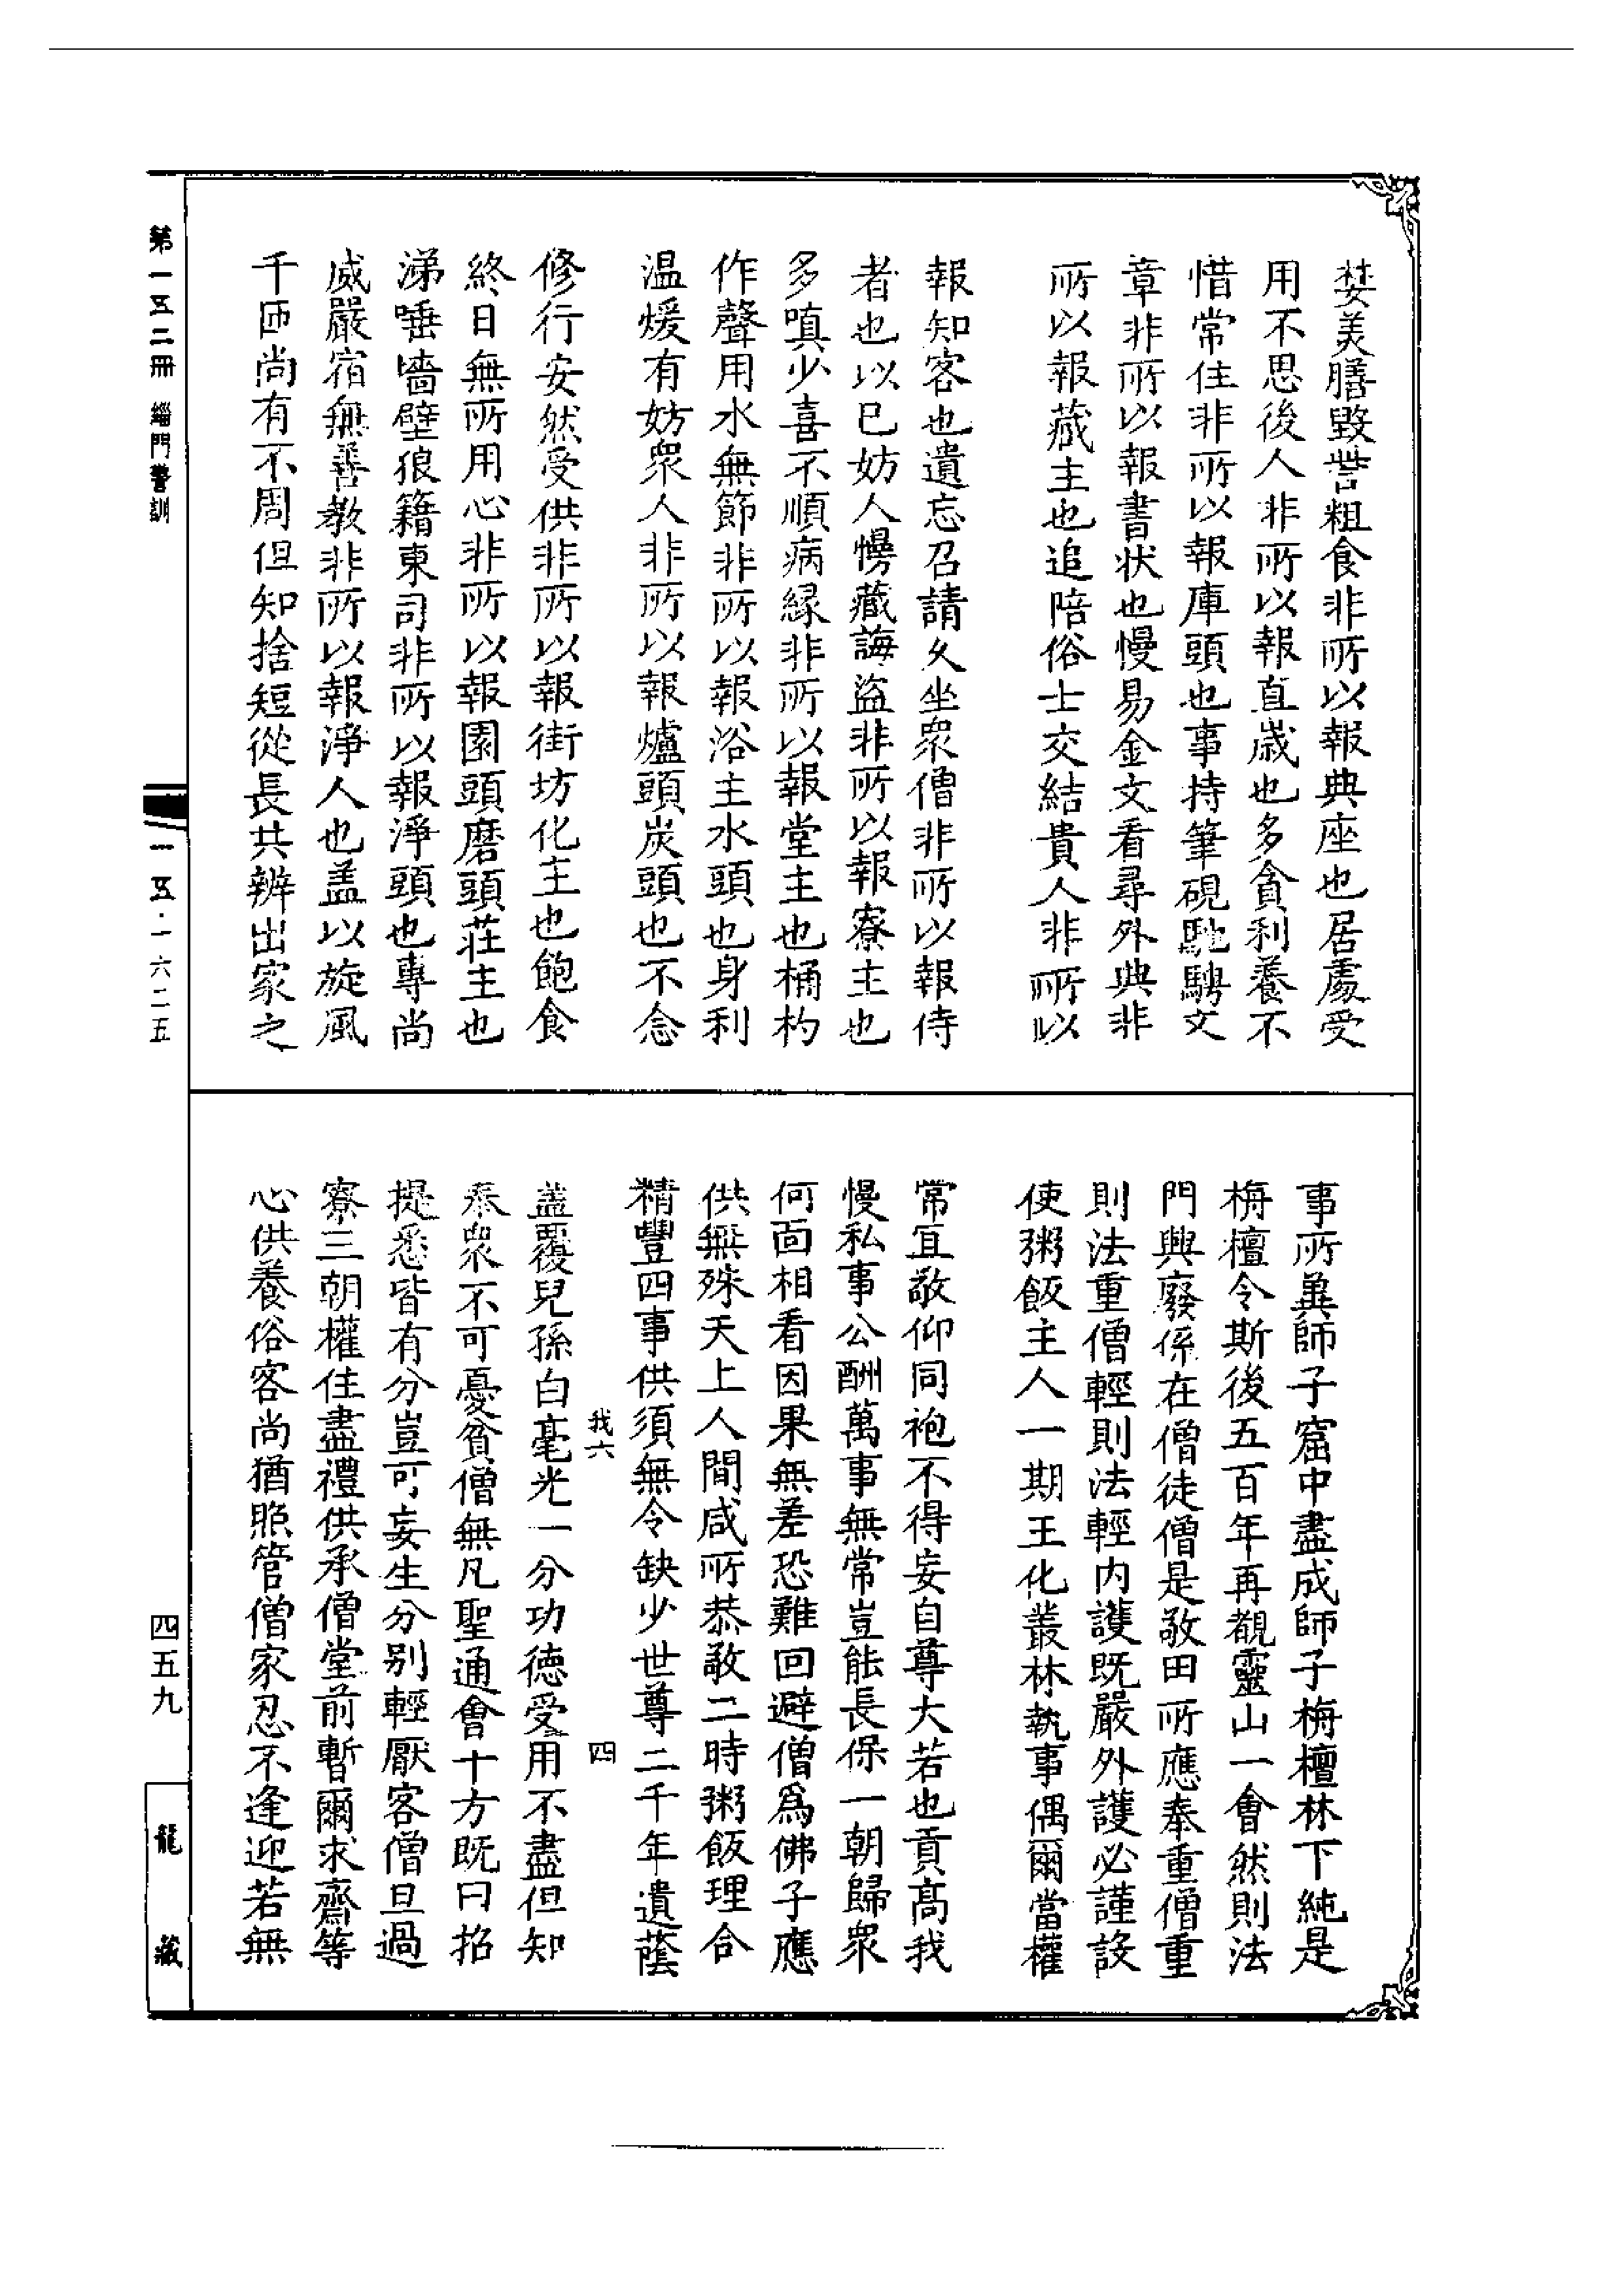 婪美膳毀訾粗食非所以報典座也居處受
用不思後人非所以報直歲也多貪利養不
惜常住非所以報庫頭也事持筆硯馳騁文
章非所以報書狀也慢易金文看尋外典非
所以報藏主也追陪俗士交結貴人非所以
報知客也遺忘召請久坐眾僧非所以報侍
者也以己妨人慢藏誨盜非所以報寮主也
多嗔少喜不順病緣非所以報堂主也桶杓
作聲用水無節非所以報浴主水頭也身利
溫煖有妨眾人非所以報爐頭炭頭也不念
修行安然受供非所以報街坊化主也飽食
終日無所用心非所以報園頭磨頭莊主也
涕唾墻壁狼籍東司非所以報淨頭也專尚
威嚴宿無善教非所以報淨人也蓋以旋風
千匝尚有不周但知捨短從長共辦出家之
事所冀師子窟中盡成師子栴檀林下純是
栴檀令斯後五百年再覩靈山一會然則法
門興廢係在僧徒僧是敬田所應奉重僧重
則法重僧輕則法輕內護既嚴外護必謹設
使粥飯主人一期王化叢林執事偶爾當權
常宜敬仰同袍不得妄自尊大若也貢高我
慢私事公酬萬事無常豈能長保一朝歸眾
何面相看因果無差恐難回避僧為佛子應
供無殊天上人間咸所恭敬二時粥飯理合
精豐四事供須無令缺少世尊二千年遺蔭
我六 四
蓋覆兒孫白毫光一分功德受用不盡但知
奉眾不可憂貧僧無凡聖通會十方既曰招
提悉皆有分豈可妄生分別輕厭客僧旦過
寮三朝權住盡禮供承僧堂前暫爾求齋等
心供養俗客尚猶照管僧家忍不逢迎若無
第一五二冊 緇門警訓
一五·一六二五
四五九
龍藏